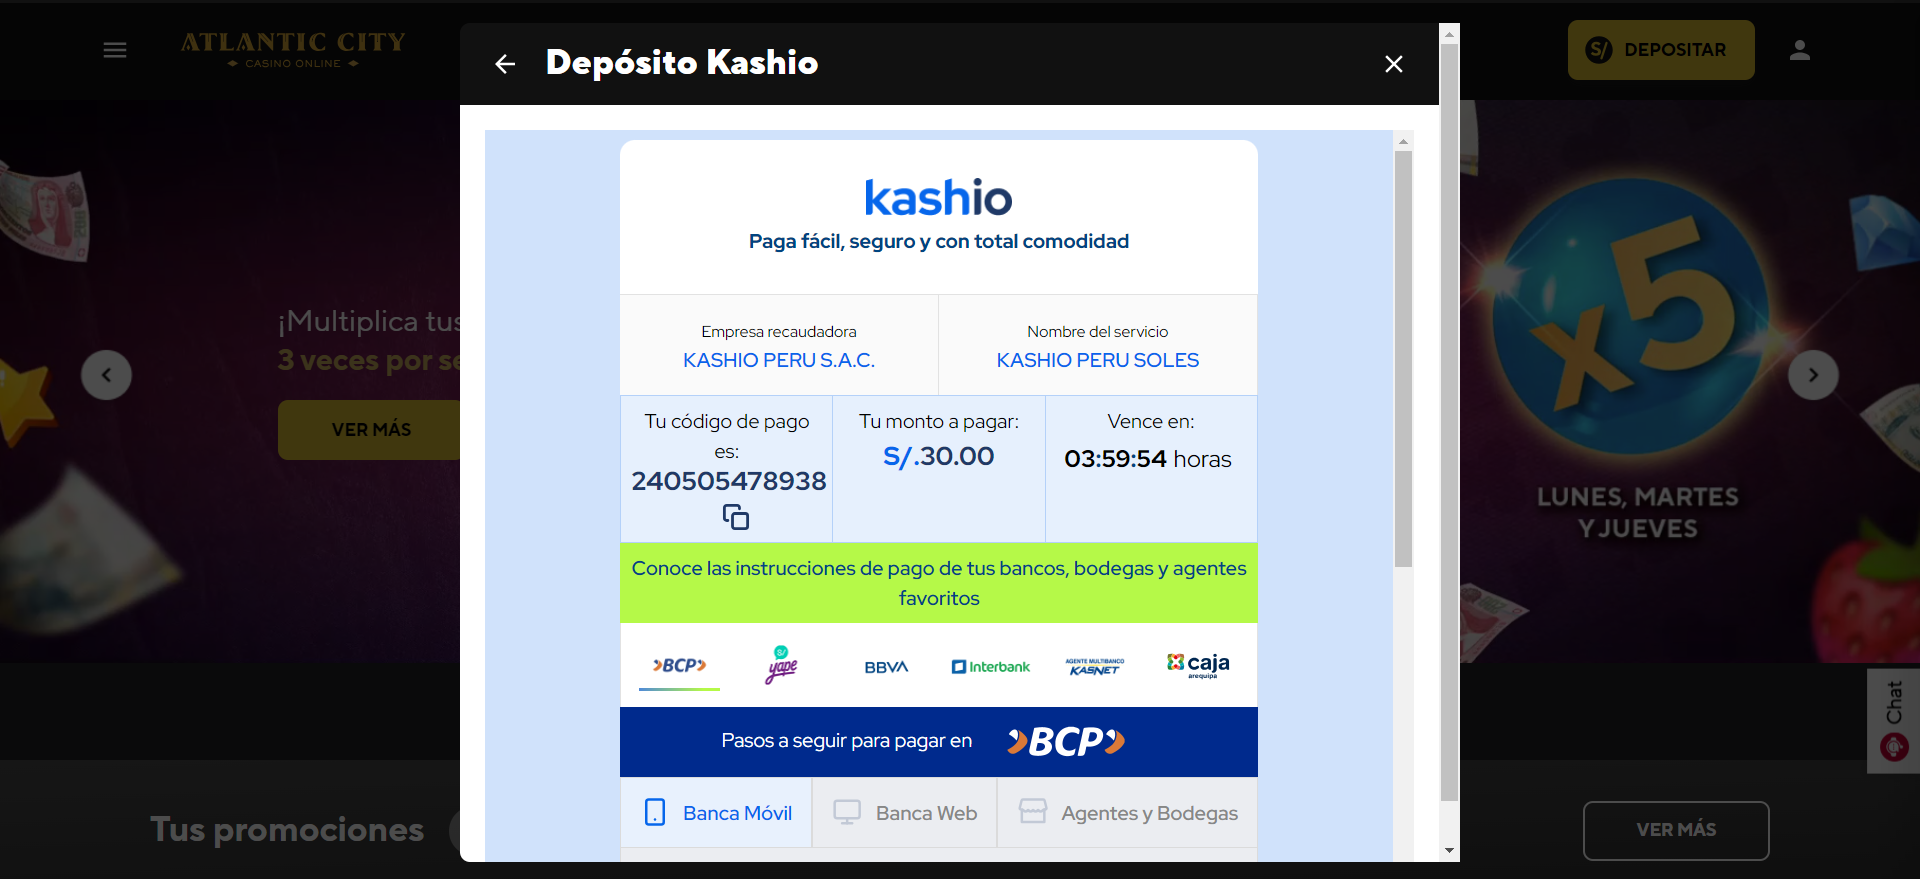 ATLANTIC CITY
CASINO ONLINE
Depósito Kashio
S/ DEPOSITAR
kashio
Paga fácil, seguro y con total comodidad
Empresa recaudadora
KASHIO PERU S.A.C.
Nombre del servicio
KASHIO PERU SOLES
Tu código de pago
es:
240505478938
Tu monto a pagar:
S/.30.00
Vence en:
03:59:54 horas
Conoce las instrucciones de pago de tus bancos, bodegas y agentes
favoritos
BCP
S/
yape
BBVA
Interbank
AGENTE MULTIBANCO
KASNET
caja
arequipa
Pasos a seguir para pagar en BCP
Banca Móvil
Banca Web
Agentes y Bodegas
¡Multiplica tus
3 veces por se
VER MÁS
x5
LUNES, MARTES
Y JUEVES
Chat
Tus promociones
VER MÁS